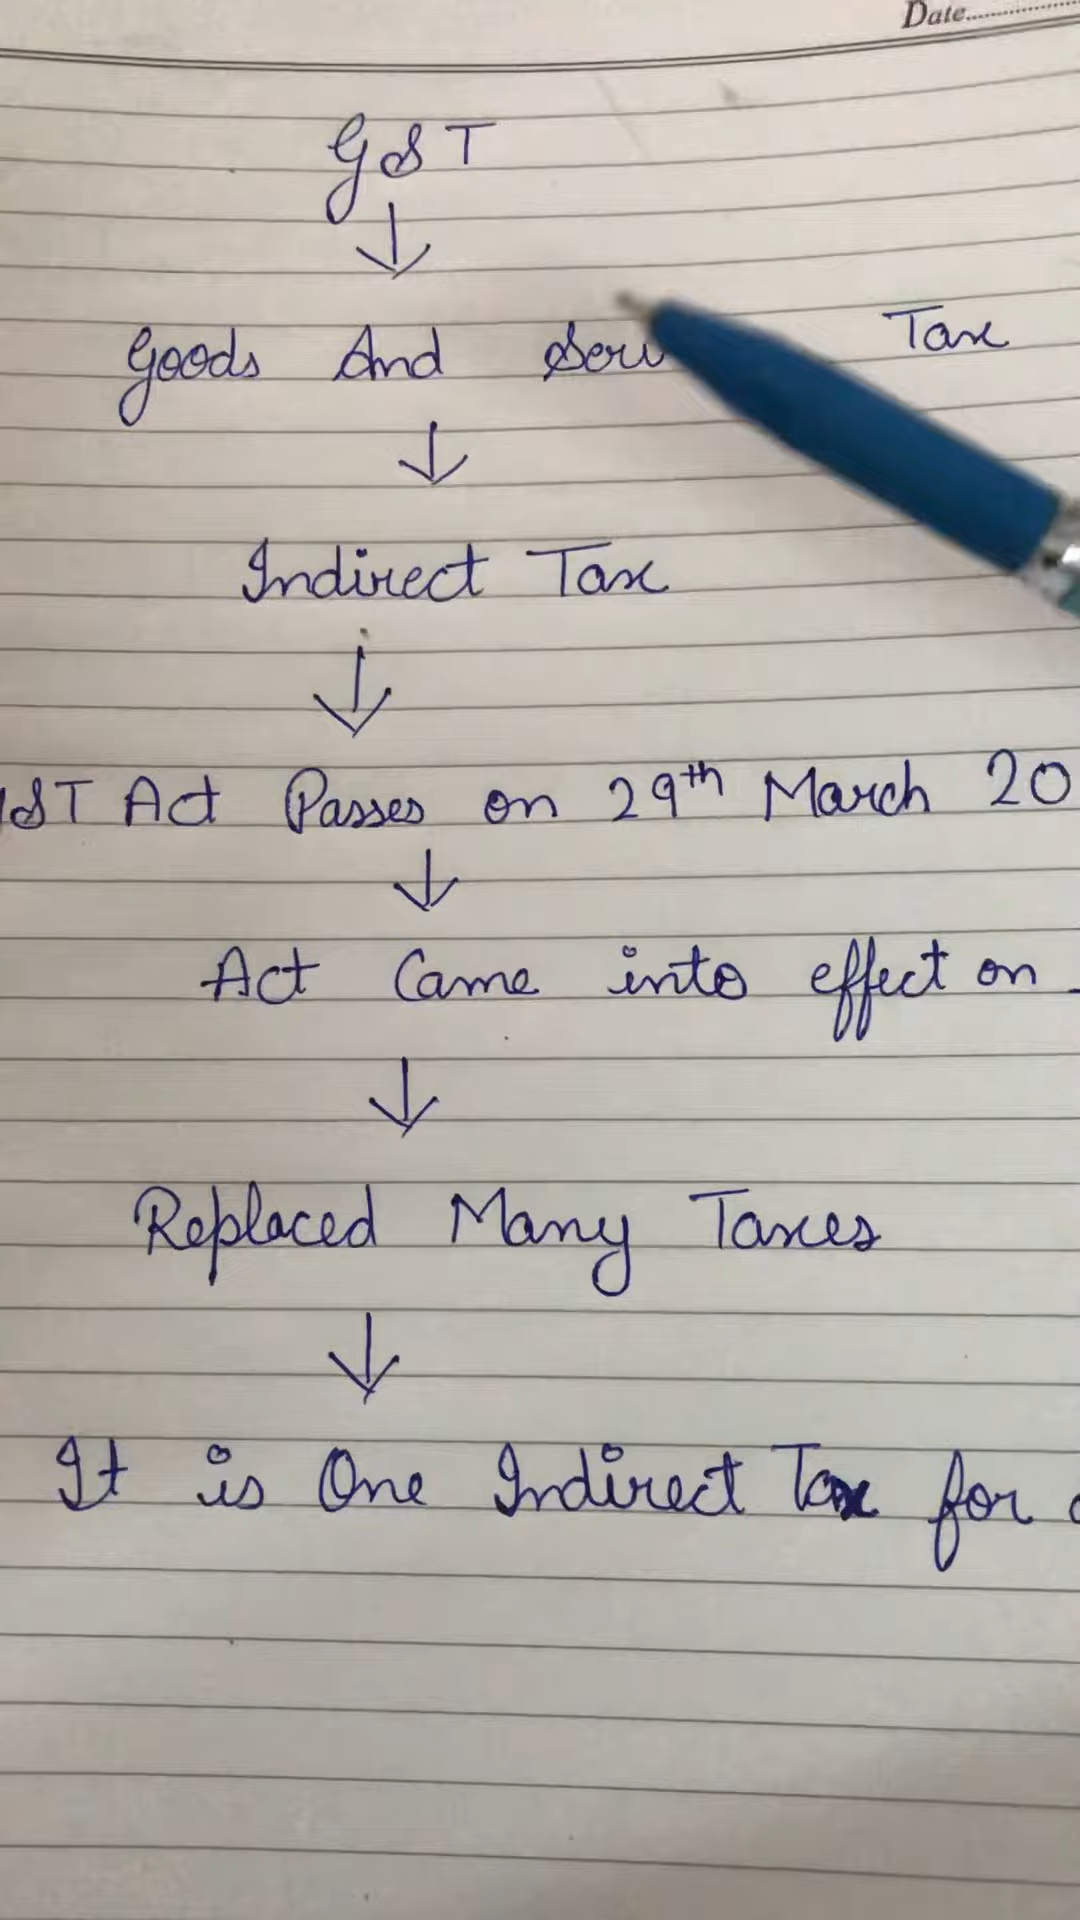 Date
GST
Goods And Tax
Indirect Tax
ST Act Passes on 29th March 20
Act Came into effect on
Replaced Many Taxes
It is One Indirect Tax for